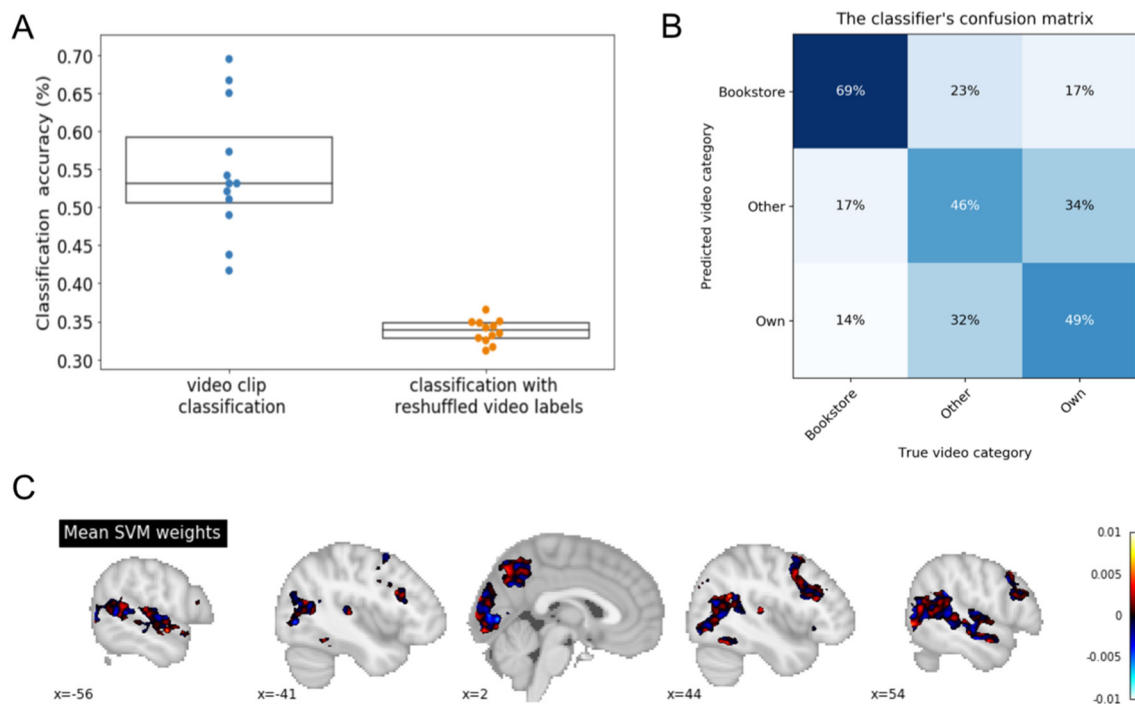 A
Classification accuracy (%)
0.70
0.65
0.60
0.55
0.50
0.45
0.40
0.35
0.30
video clip
classification
classification with
reshuffled video labels
B
The classifier's confusion matrix
Predicted video category
Bookstore
69%
23%
17%
Other
17%
46%
34%
Own
14%
32%
49%
Bookstore
Other
Own
True video category
C
Mean SVM weights
x=-56
x=-41
x=2
x=44
x=54
0.01
0.005
0
-0.005
-0.01